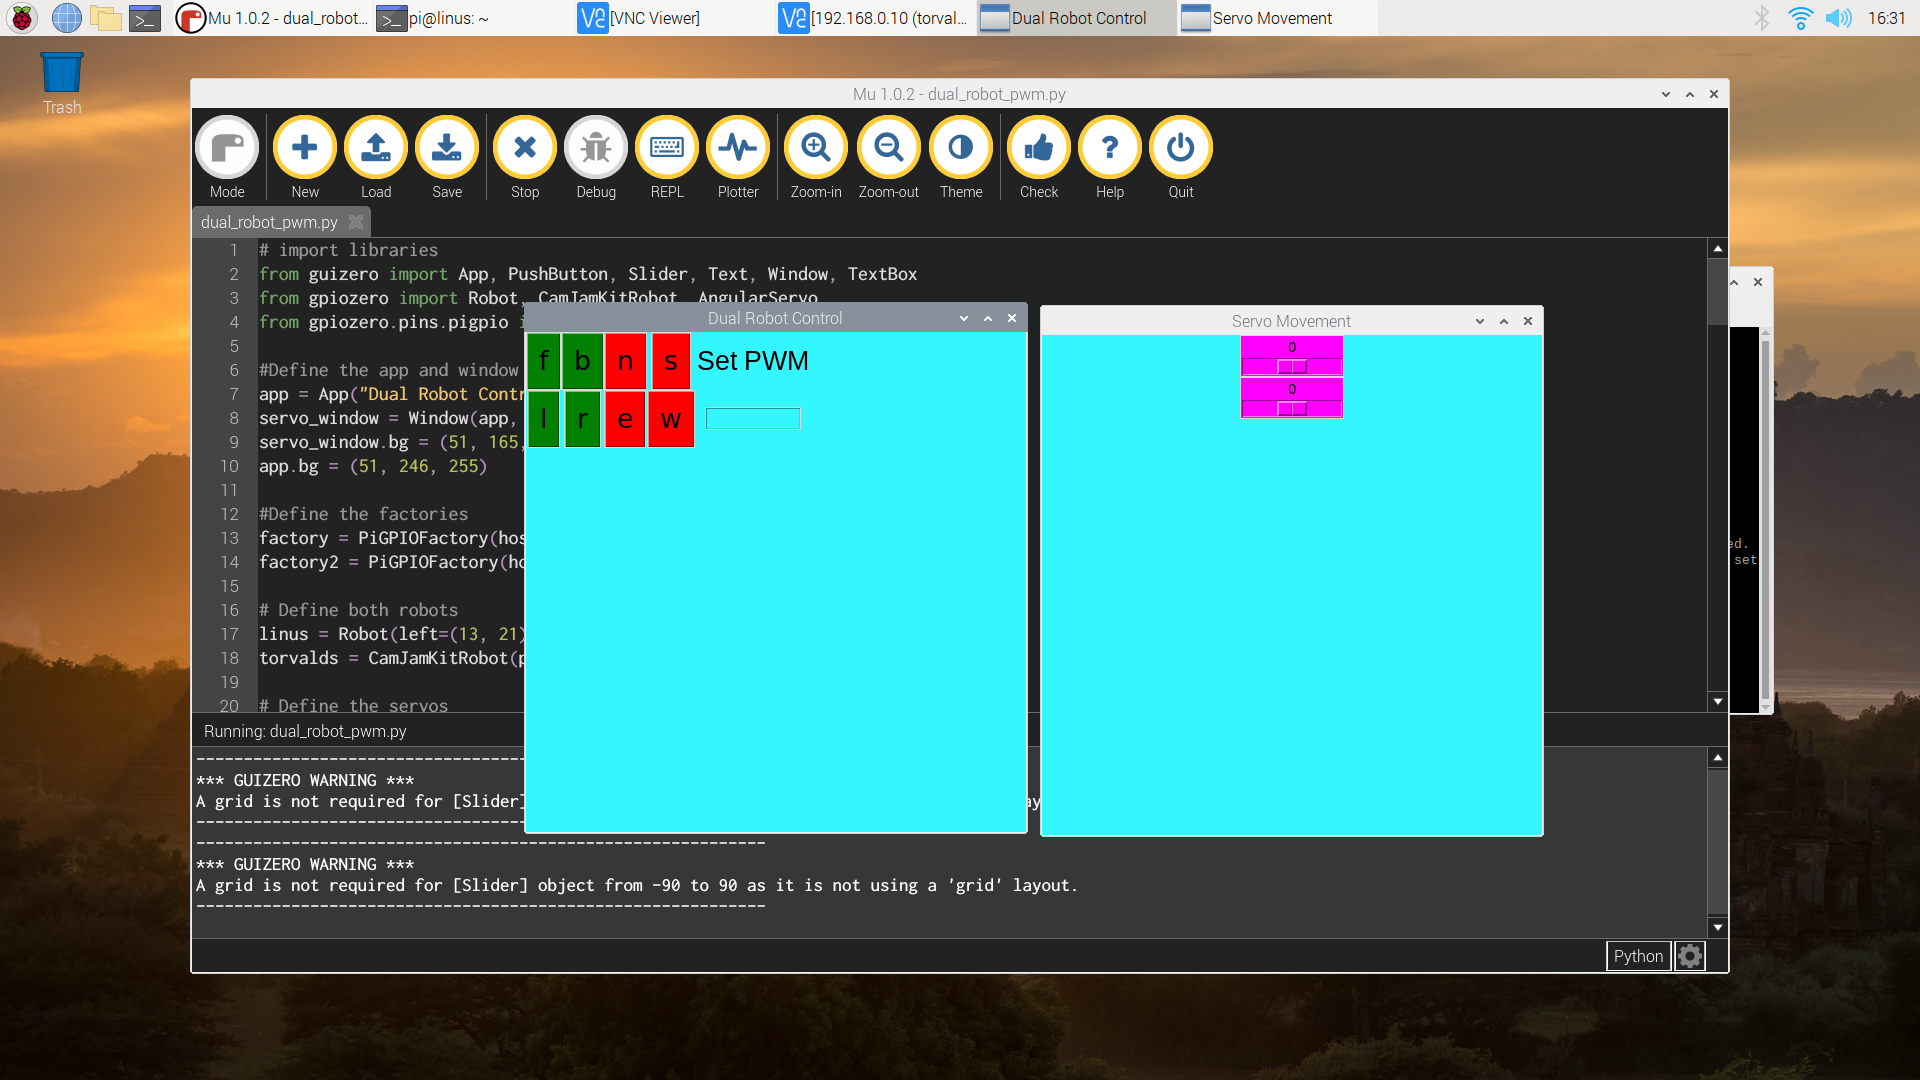 Mu 1.0.2 - dual_robot...
pi@linus: ~
[VNC Viewer]
[192.168.0.10 (torval...
Dual Robot Control
Servo Movement
16:31
Trash
Mu 1.0.2 - dual_robot_pwm.py
Mode
New
Load
Save
Stop
Debug
REPL
Plotter
Zoom-in
Zoom-out
Theme
Check
Help
Quit
dual_robot_pwm.py
1 # import libraries
2 from guizero import App, PushButton, Slider, Text, Window, TextBox
3 from gpiozero import Robot, CamJamKitRobot, AngularServo
4 from gpiozero.pins.pigpio i
5
6 #Define the app and window
7 app = App("Dual Robot Contr
8 servo_window = Window(app,
9 servo_window.bg = (51, 165,
10 app.bg = (51, 246, 255)
11
12 #Define the factories
13 factory = PiGPIOFactory(hos
14 factory2 = PiGPIOFactory(ho
15
16 # Define both robots
17 linus = Robot(left=(13, 21)
18 torvalds = CamJamKitRobot(p
19
20 # Define the servos
Dual Robot Control
f b n s Set PWM
l r e w
Servo Movement
0
0
ed.
set
Running: dual_robot_pwm.py
*** GUIZERO WARNING ***
A grid is not required for [Slider] ay
*** GUIZERO WARNING ***
A grid is not required for [Slider] object from -90 to 90 as it is not using a 'grid' layout.
Python